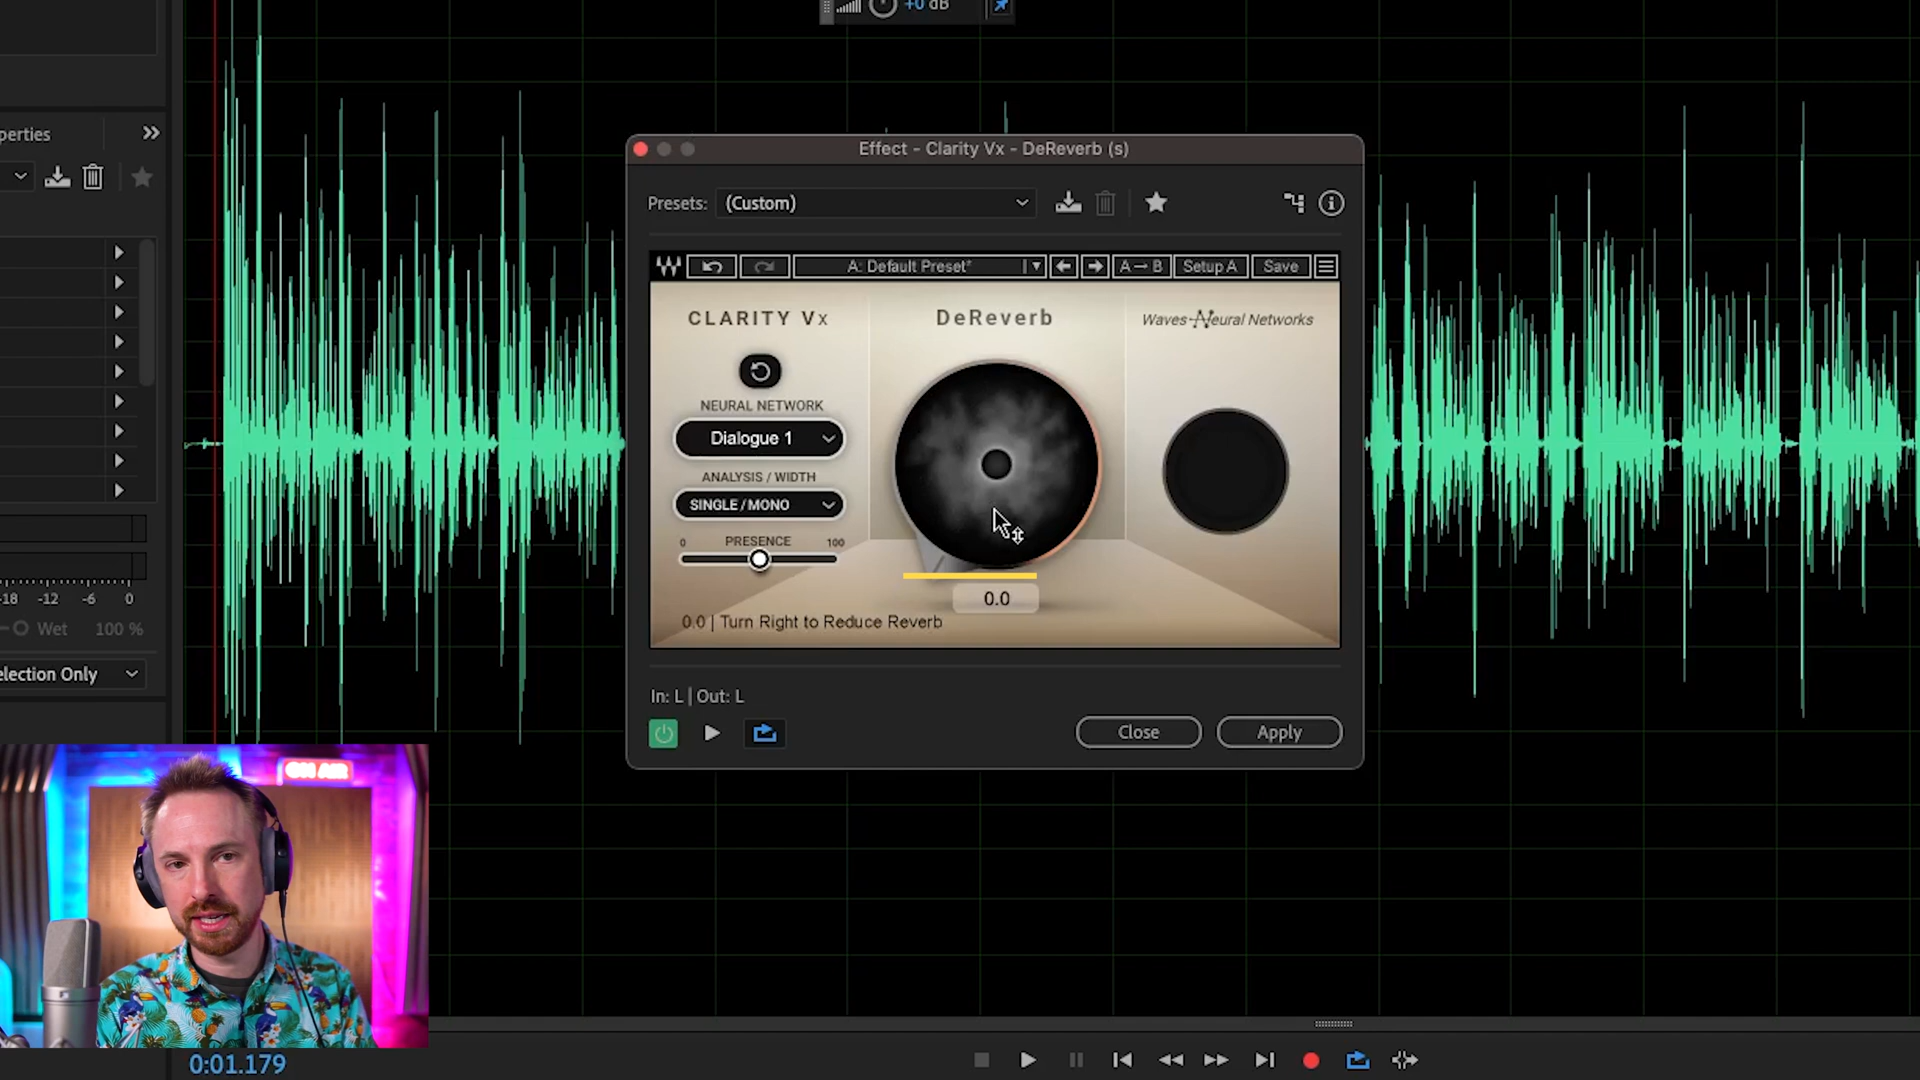 +0 dB
perties
Effect - Clarity Vx - DeReverb (s)
Presets: (Custom)
A: Default Preset*
A→B
Setup A
Save
CLARITY Vx
DeReverb
Waves Neural Networks
NEURAL NETWORK
Dialogue 1
ANALYSIS / WIDTH
SINGLE / MONO
0 PRESENCE 100
0.0
0.0 | Turn Right to Reduce Reverb
-18 -12 -6 0
Wet 100 %
election Only
In: L | Out: L
Close
Apply
ON AIR
0:01.179